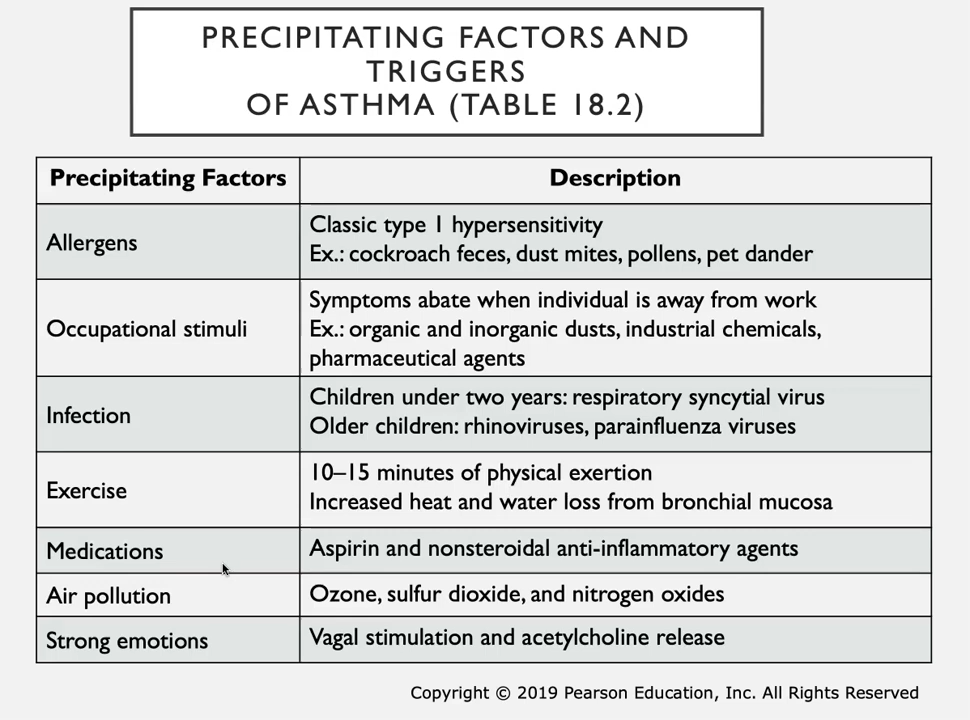 PRECIPITATING FACTORS AND
TRIGGERS
OF ASTHMA (TABLE 18.2)
Precipitating Factors
Description
Allergens
Classic type 1 hypersensitivity
Ex.: cockroach feces, dust mites, pollens, pet dander
Occupational stimuli
Symptoms abate when individual is away from work
Ex.: organic and inorganic dusts, industrial chemicals,
pharmaceutical agents
Infection
Children under two years: respiratory syncytial virus
Older children: rhinoviruses, parainfluenza viruses
Exercise
10–15 minutes of physical exertion
Increased heat and water loss from bronchial mucosa
Medications
Aspirin and nonsteroidal anti-inflammatory agents
Air pollution
Ozone, sulfur dioxide, and nitrogen oxides
Strong emotions
Vagal stimulation and acetylcholine release
Copyright © 2019 Pearson Education, Inc. All Rights Reserved